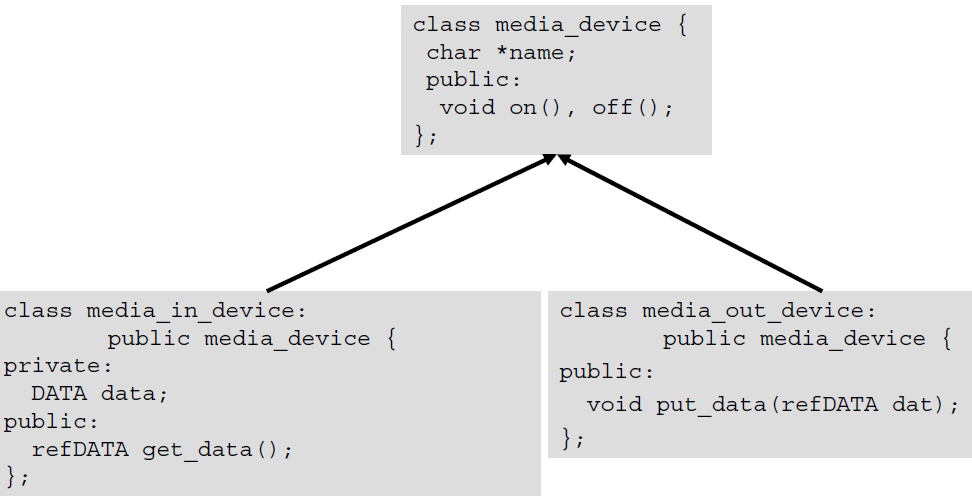 class media_device {
char *name;
public:
void on(), off();
};
class media_in_device:
public media_device {
private:
DATA data;
public:
refDATA get_data();
};
class media_out_device:
public media_device {
public:
void put_data(refDATA dat);
};